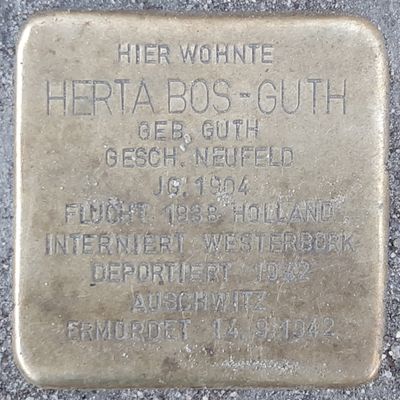 HIER WOHNTE
HERTA BOS-GUTH
GEB. GUTH
GESCH. NEUFELD
JG. 1904
FLUCHT 1938 HOLLAND
INTERNIERT WESTERBORK
DEPORTIERT 1942
AUSCHWITZ
ERMORDET 14.9.1942